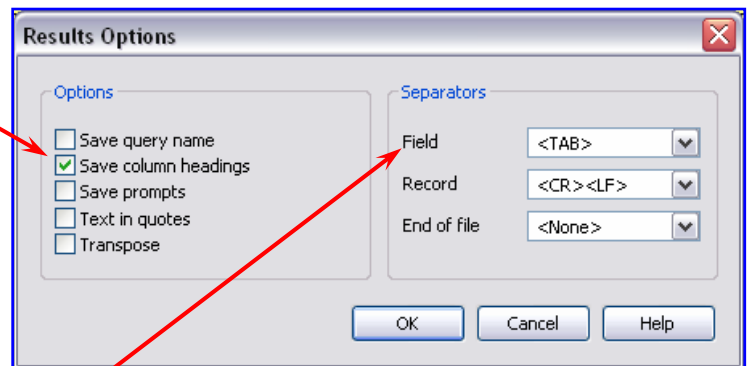 Results Options
Options
Save query name
Save column headings
Save prompts
Text in quotes
Transpose
Separators
Field <TAB>
Record <CR><LF>
End of file <None>
OK Cancel Help